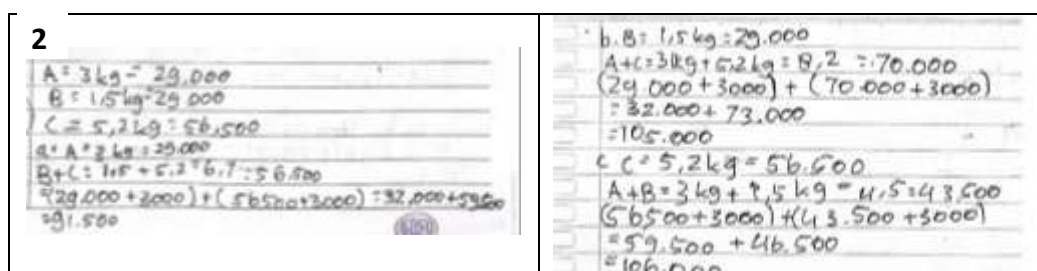 2
A = 3 kg = 29.000
B = 1,5 kg = 29 000
C = 5,2 kg = 56,500
a. A = 3 kg = 29.000
B+C = 1,5 + 5,2 = 6,7 = 56.500
(29.000 + 3000) + (56500+3000) = 32,000+59500
= 91.500
b. B = 1,5 kg = 29.000
A+C = 3kg + 5,2 kg = 8,2 = 70.000
(29 000 + 3000) + (70 000 + 3000)
= 32.000 + 73.000
= 105.000
c C = 5,2 kg = 56.500
A+B = 3 kg + 1,5 kg = 4,5 = 43.500
(56500 + 3000) + (43.500 + 3000)
= 59.500 + 46.500
= 106.000